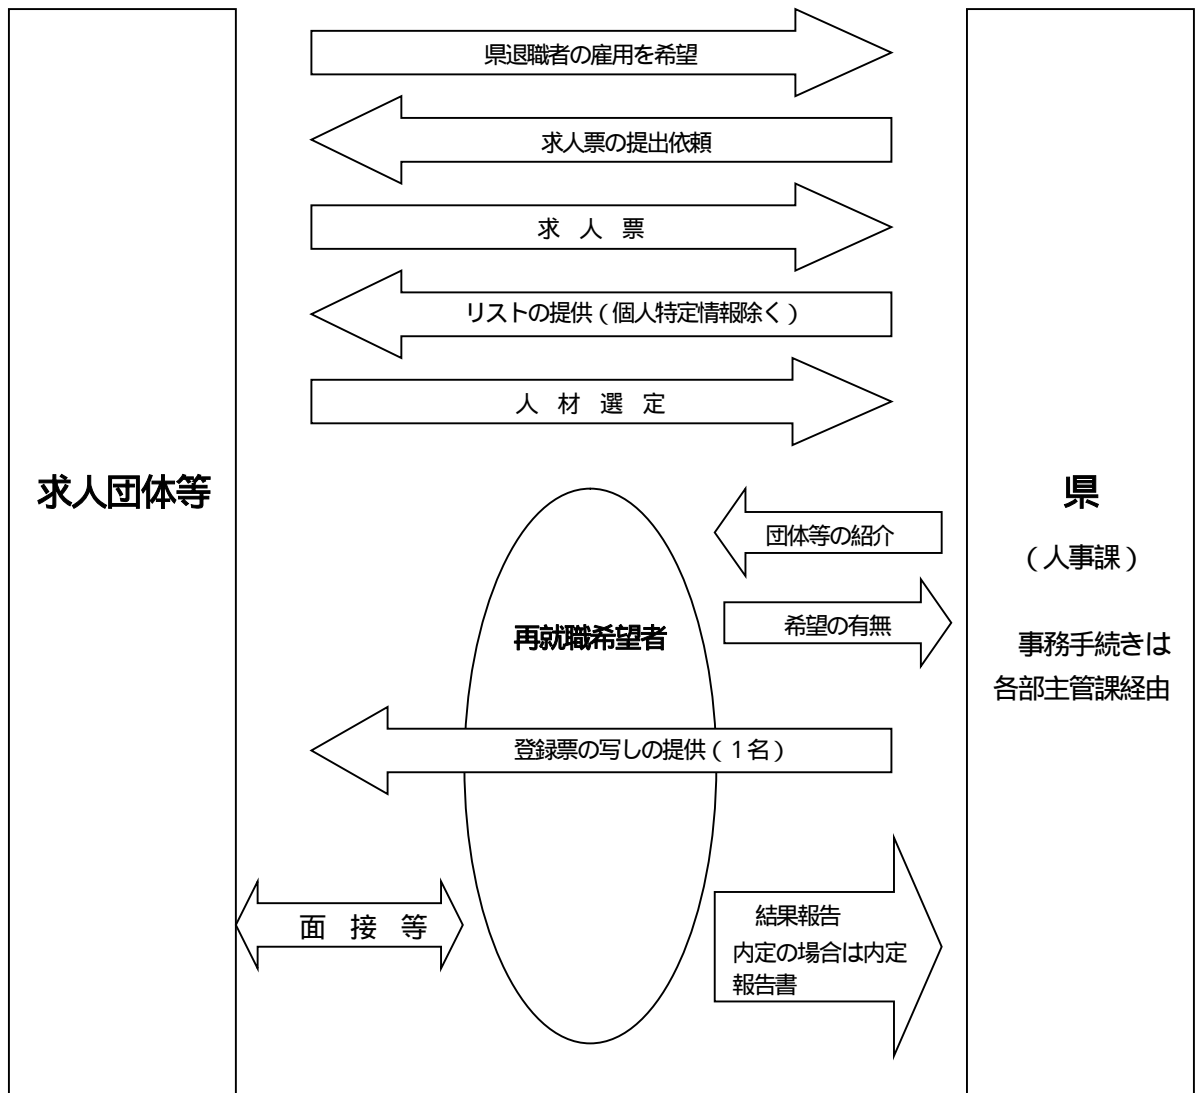 県退職者の雇用を希望
求人票の提出依頼
求 人 票
リストの提供(個人特定情報除く)
人 材 選 定
求人団体等
県
(人事課)
事務手続きは
各部主管課経由
団体等の紹介
希望の有無
再就職希望者
登録票の写しの提供(1名)
面 接 等
結果報告
内定の場合は内定
報告書